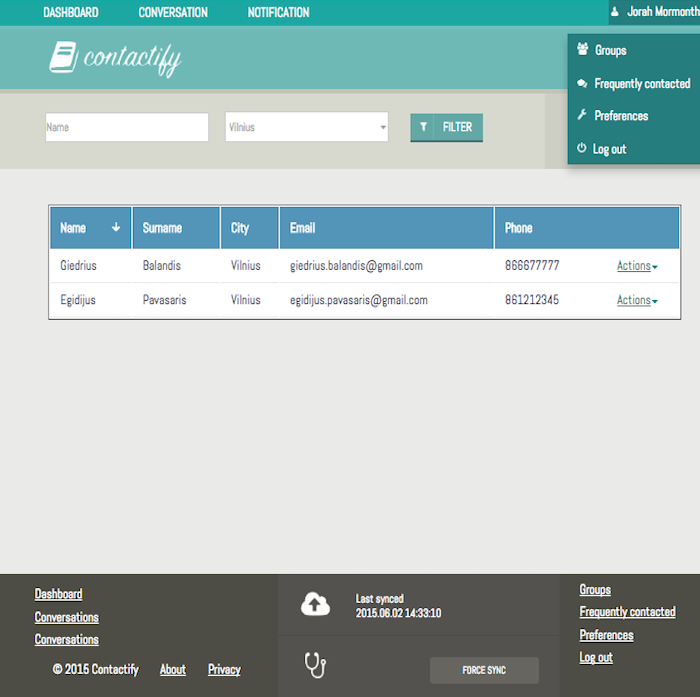 DASHBOARD CONVERSATION NOTIFICATION Jorah Mormonth
contactify
Groups
Frequently contacted
Preferences
Log out
Name Vilnius FILTER
Name Surname City Email Phone
Giedrius Balandis Vilnius giedrius.balandis@gmail.com 866677777 Actions
Egidijus Pavasaris Vilnius egidijus.pavasaris@gmail.com 861212345 Actions
Dashboard
Conversations
Conversations
© 2015 Contactify About Privacy
Last synced
2015.06.02 14:33:10
FORCE SYNC
Groups
Frequently contacted
Preferences
Log out